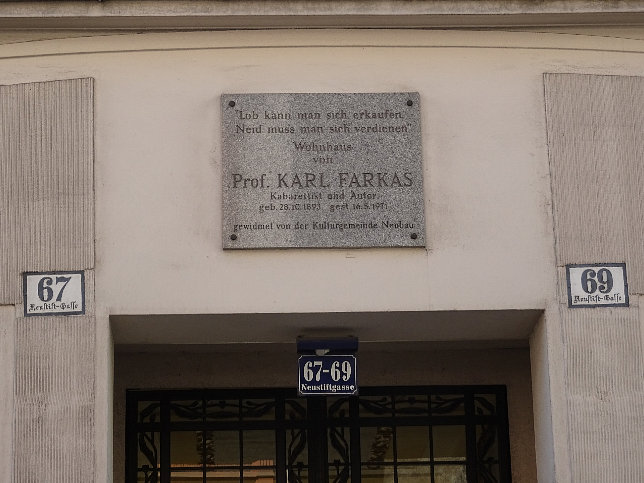 "Lob kann man sich erkaufen,
Neid muss man sich verdienen"
Wohnhaus
von
Prof. KARL FARKAS
Kabarettist und Autor
geb. 28.10.1893 gest. 16.5.1971
gewidmet von der Kulturgemeinde Neubau
67
Neustift-Gasse
69
Neustift-Gasse
67-69
Neustiftgasse